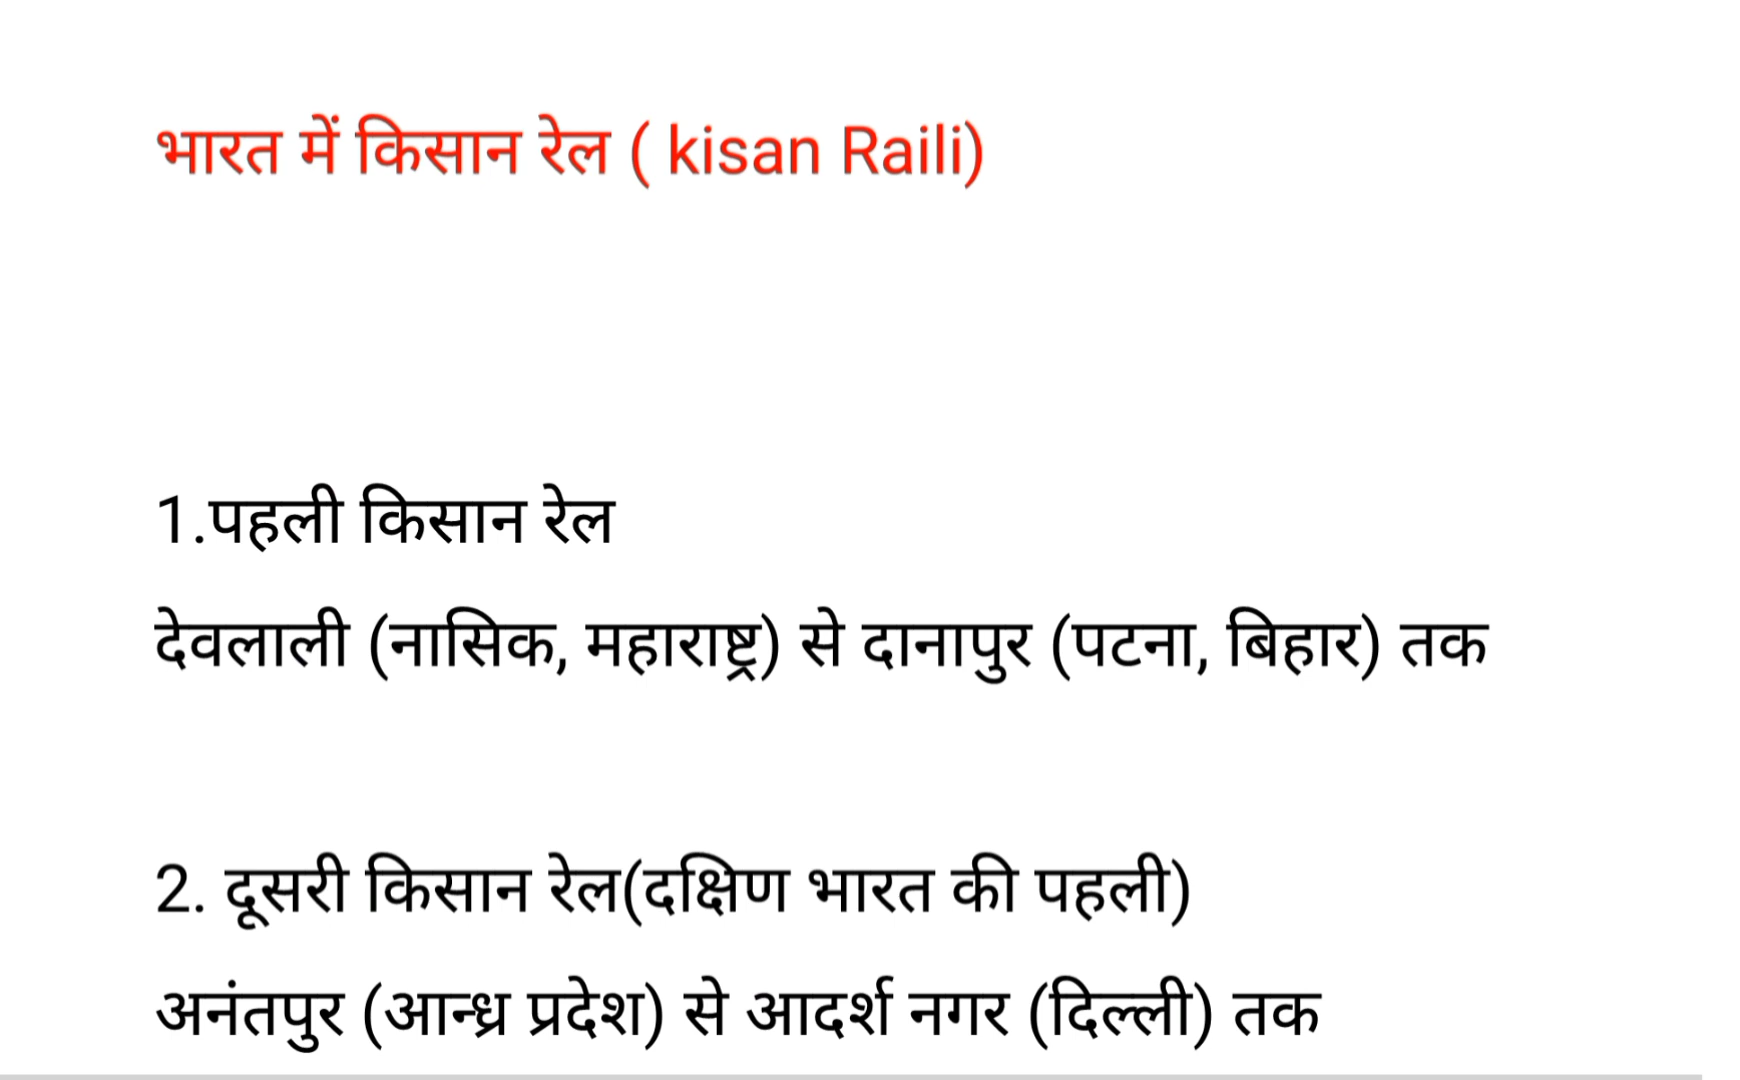 भारत में किसान रेल ( kisan Raili)
1.पहली किसान रेल
देवलाली (नासिक, महाराष्ट्र) से दानापुर (पटना, बिहार) तक
2. दूसरी किसान रेल(दक्षिण भारत की पहली)
अनंतपुर (आन्ध्र प्रदेश) से आदर्श नगर (दिल्ली) तक